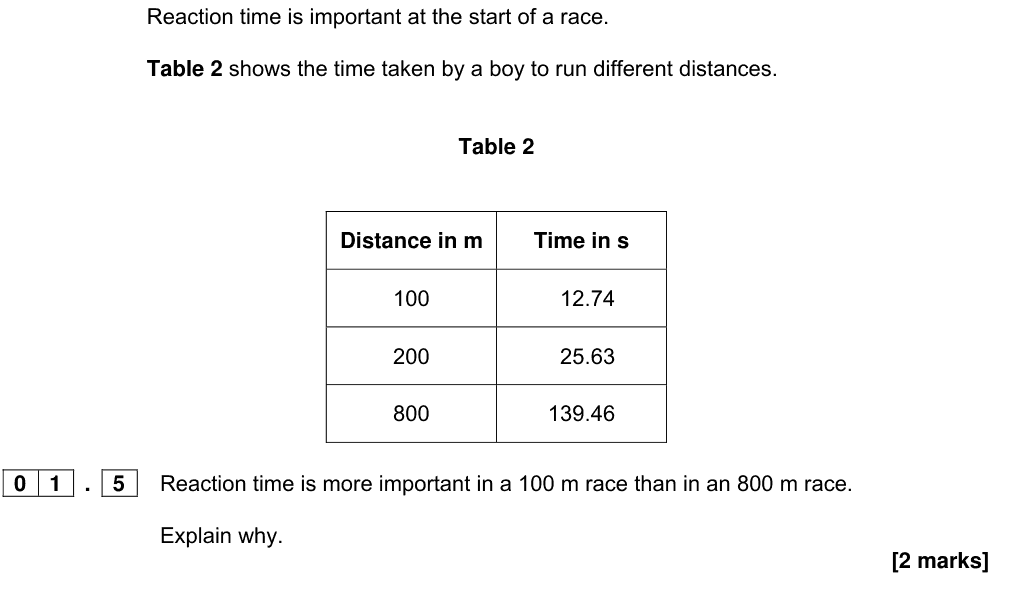 Reaction time is important at the start of a race.
Table 2 shows the time taken by a boy to run different distances.
Table 2
Distance in m Time in s
100 12.74
200 25.63
800 139.46
0 1 . 5 Reaction time is more important in a 100 m race than in an 800 m race.
Explain why.
[2 marks]